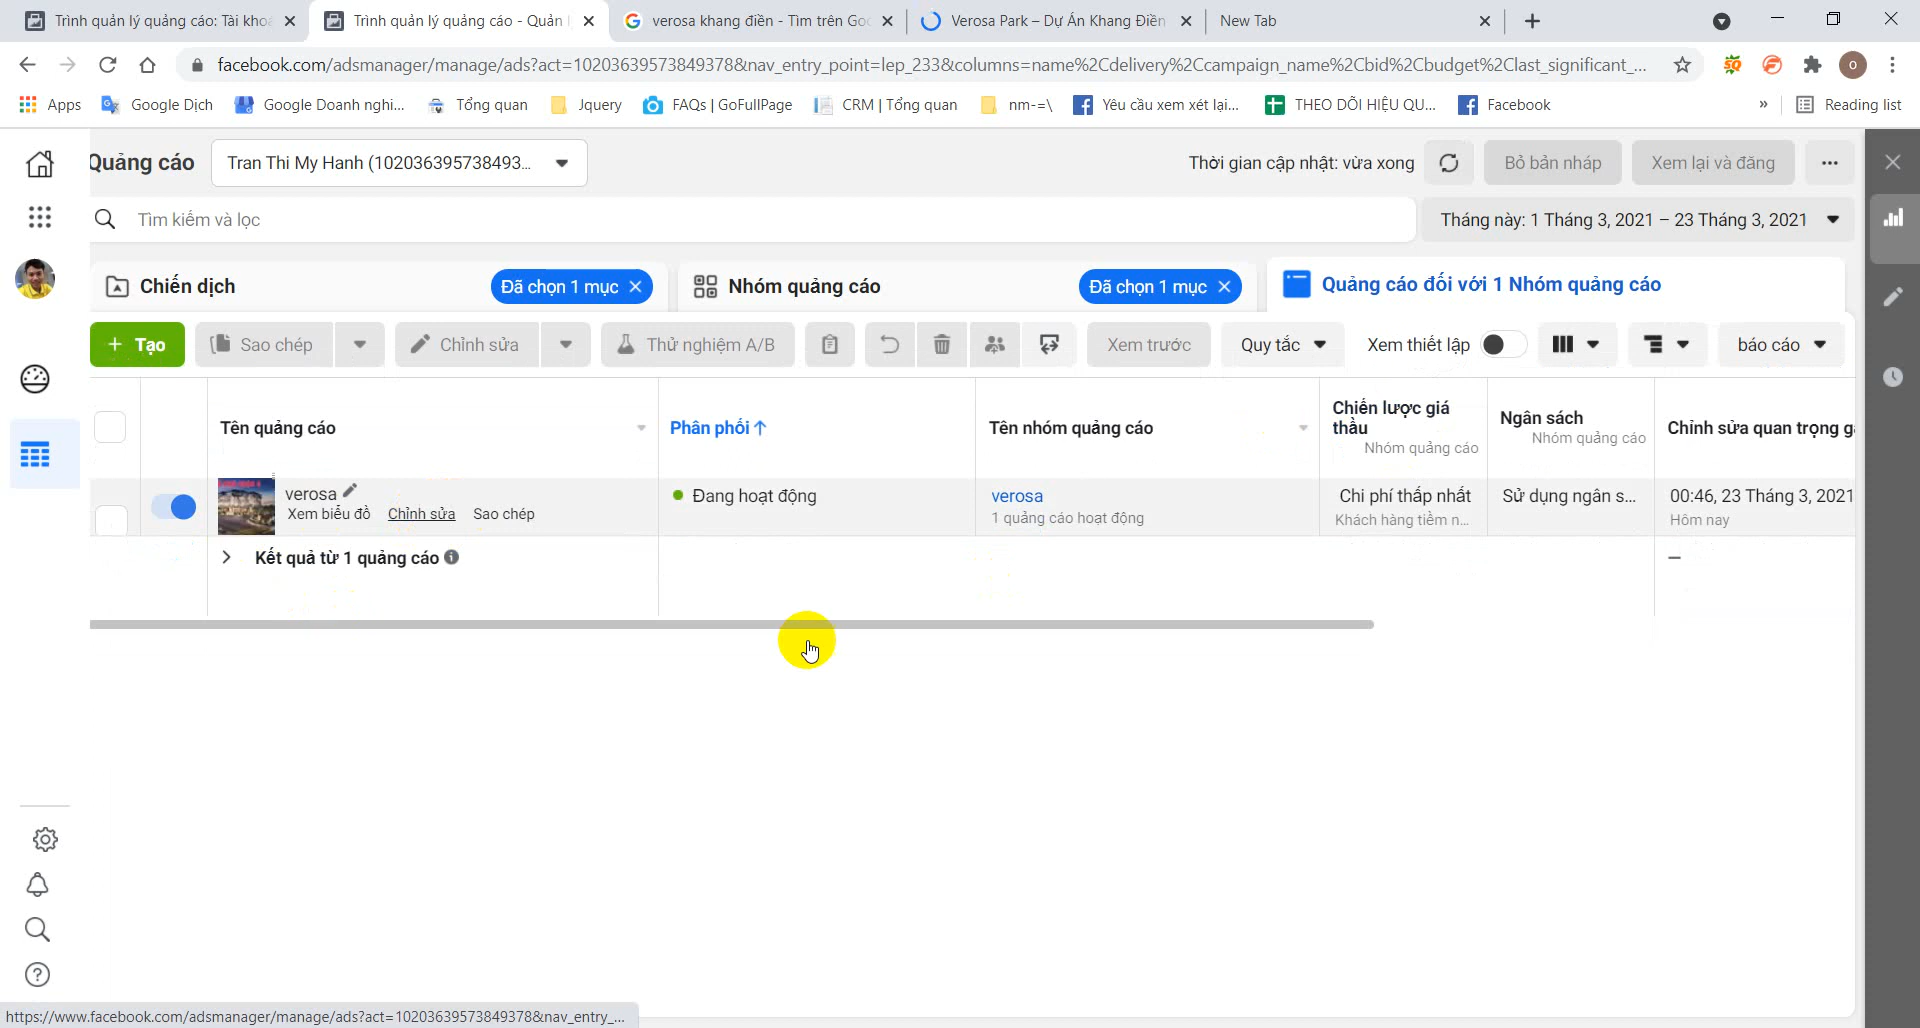 Trình quản lý quảng cáo: Tài kho
Trình quản lý quảng cáo - Quản
verosa khang điền - Tìm trên Goo
Verosa Park – Dự Án Khang Điền
New Tab
facebook.com/adsmanager/manage/ads?act=10203639573849378&nav_entry_point=lep_233&columns=name%2Cdelivery%2Ccampaign_name%2Cbid%2Cbudget%2Clast_significant_...
O
Apps
Google Dịch
Google Doanh nghi...
Tổng quan
Jquery
FAQs | GoFullPage
CRM | Tổng quan
nm-=\
Yêu cầu xem xét lại...
THEO DÕI HIỆU QU...
Facebook
»
Reading list
Quảng cáo
Tran Thi My Hanh (102036395738493...
Thời gian cập nhật: vừa xong
Bỏ bản nháp
Xem lại và đăng
Tìm kiếm và lọc
Tháng này: 1 Tháng 3, 2021 – 23 Tháng 3, 2021
Chiến dịch
Đã chọn 1 mục
Nhóm quảng cáo
Đã chọn 1 mục
Quảng cáo đối với 1 Nhóm quảng cáo
+ Tạo
Sao chép
Chỉnh sửa
Thử nghiệm A/B
Xem trước
Quy tắc
Xem thiết lập
báo cáo
Tên quảng cáo
Phân phối↑
Tên nhóm quảng cáo
Chiến lược giá
thầu
Nhóm quảng cáo
Ngân sách
Nhóm quảng cáo
Chỉnh sửa quan trọng g
verosa
Xem biểu đồ
Chỉnh sửa
Sao chép
Đang hoạt động
verosa
1 quảng cáo hoạt động
Chi phí thấp nhất
Khách hàng tiềm n...
Sử dụng ngân s...
00:46, 23 Tháng 3, 2021
Hôm nay
Kết quả từ 1 quảng cáo
–
https://www.facebook.com/adsmanager/manage/ads?act=10203639573849378&nav_entry_...